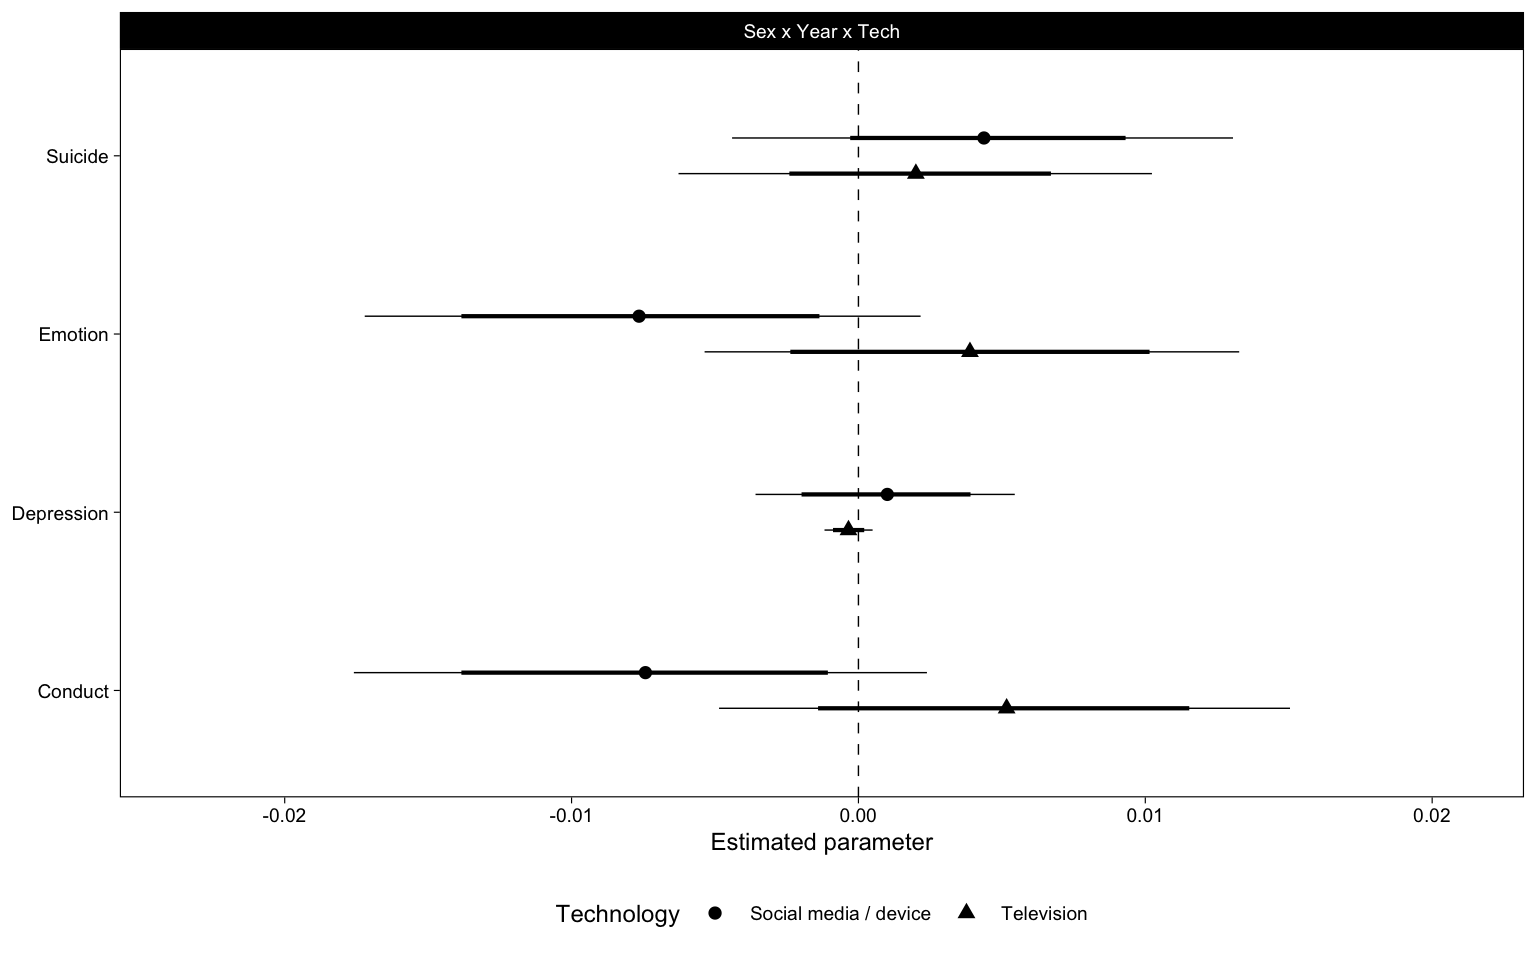 Sex x Year x Tech
Suicide
Emotion
Depression
Conduct
-0.02 -0.01 0.00 0.01 0.02
Estimated parameter
Technology Social media / device Television